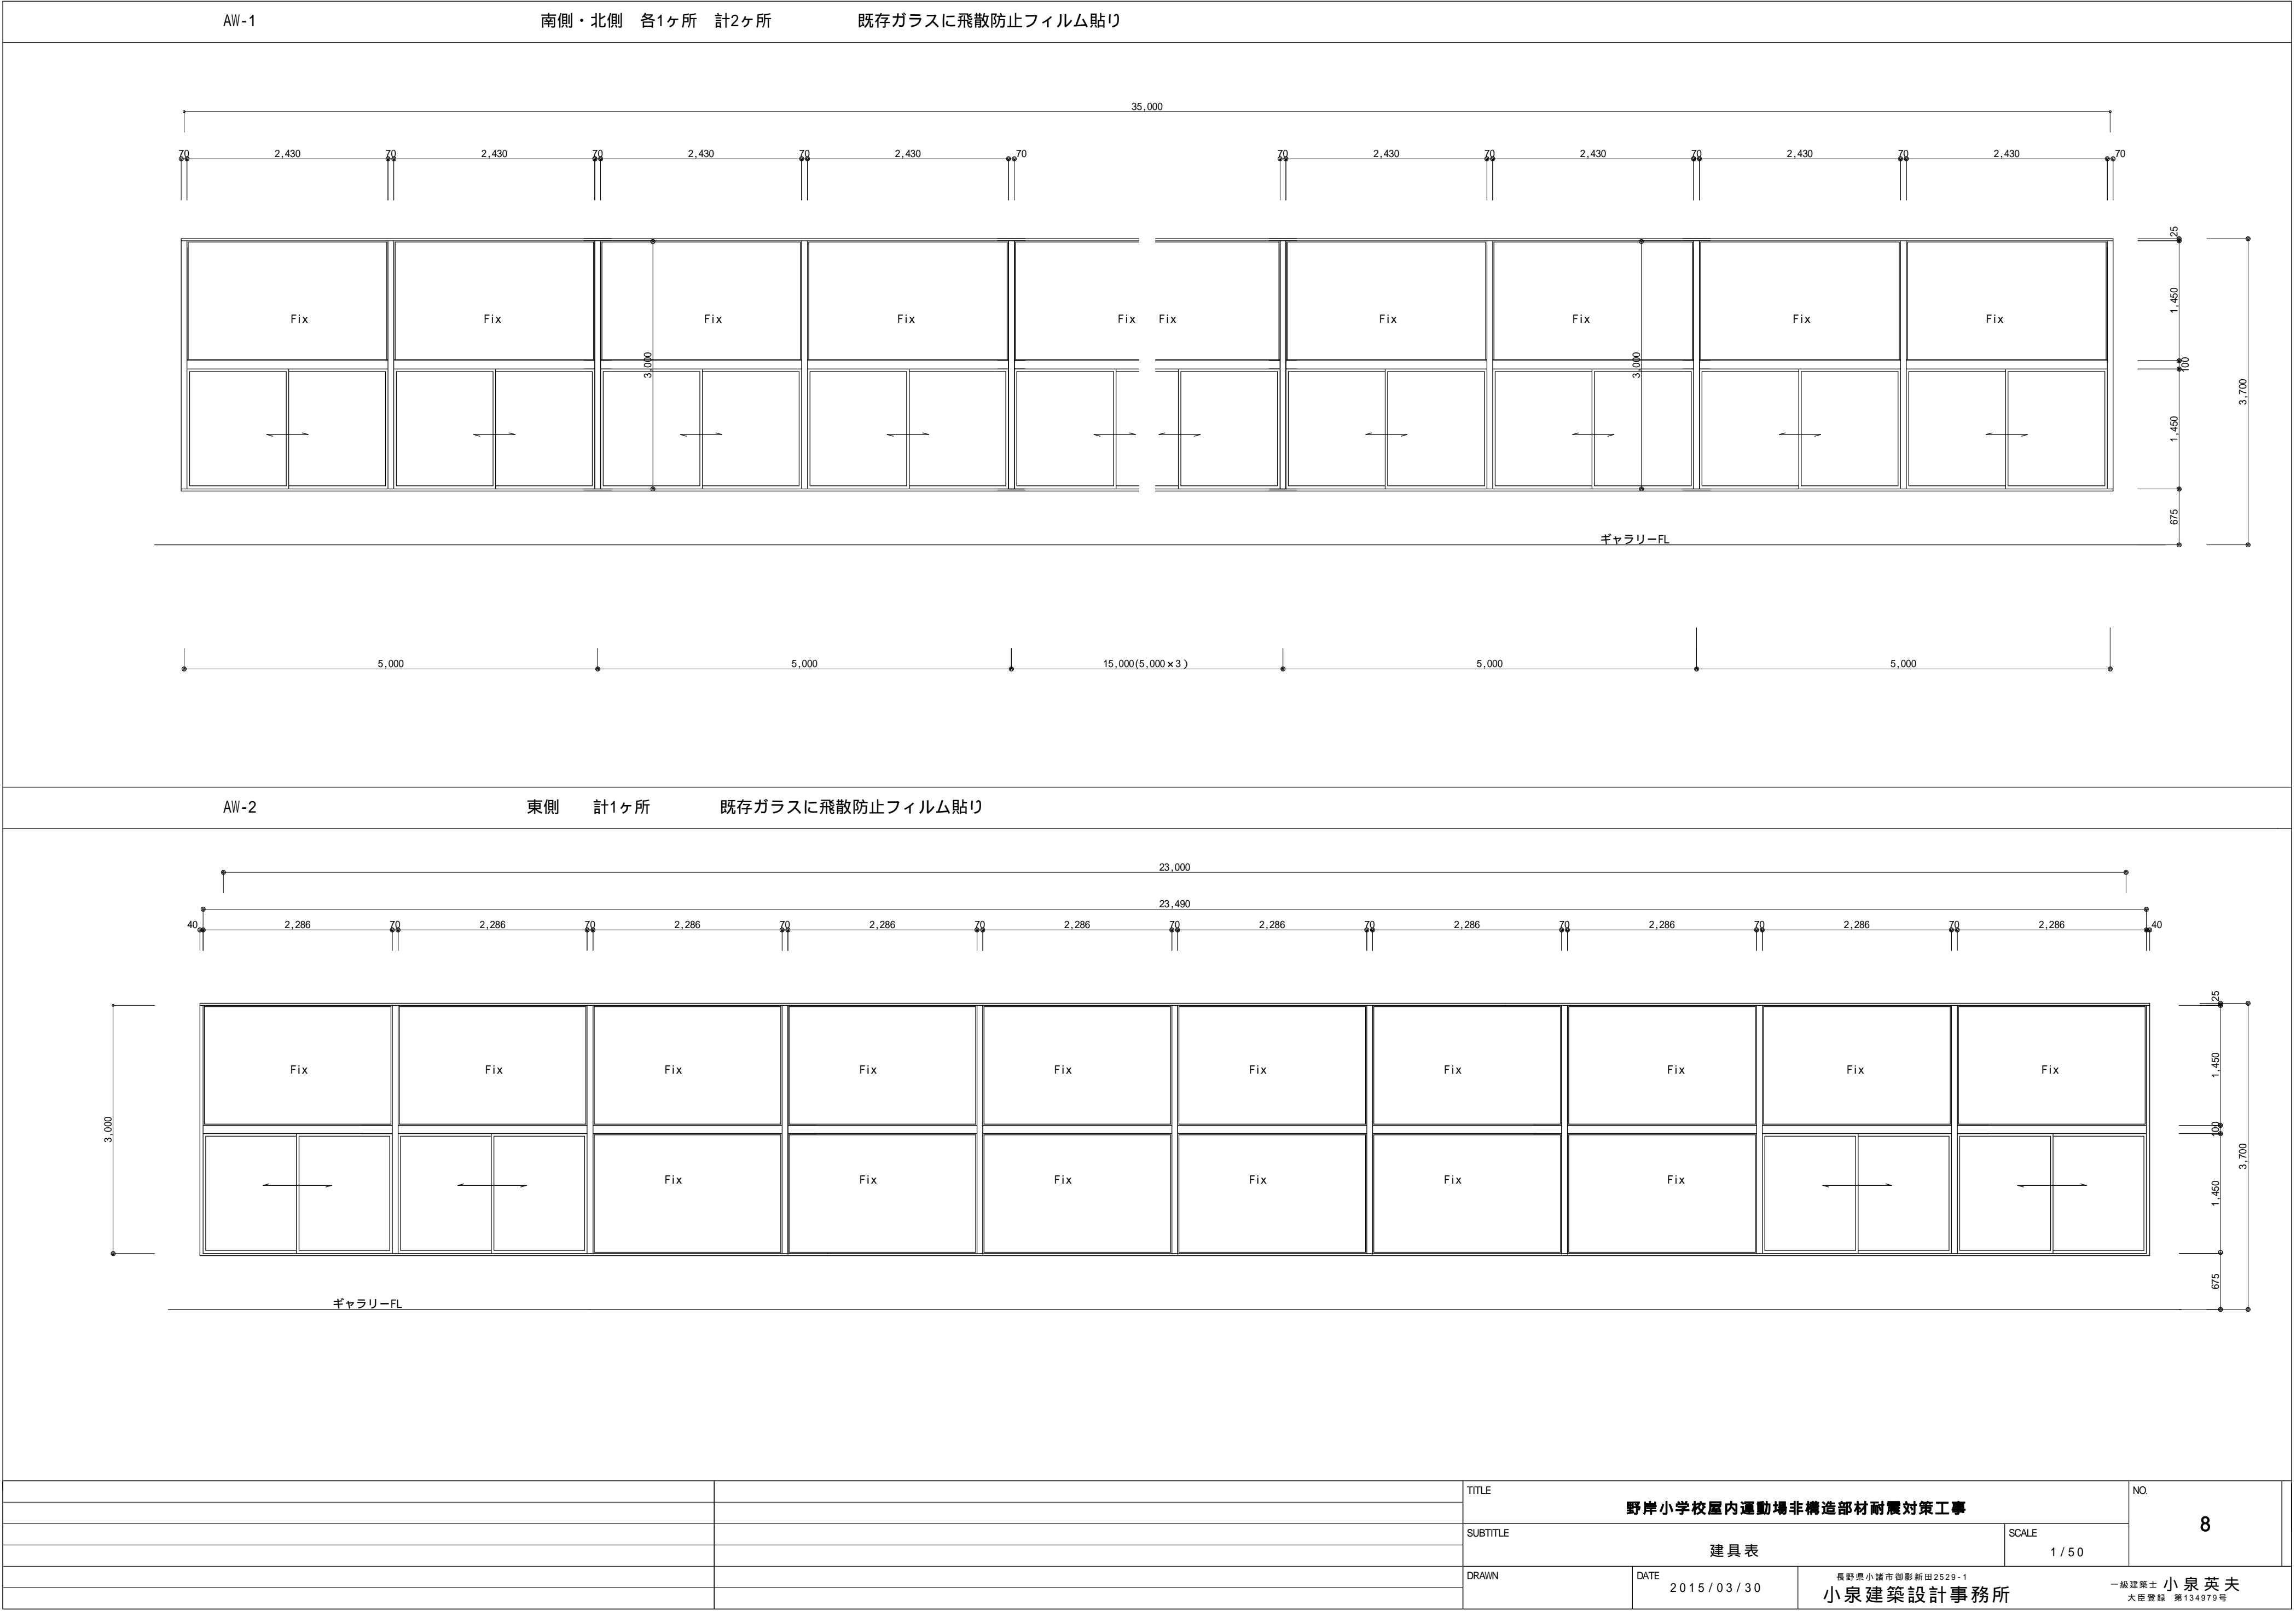 AW-1 南側・北側 各1ヶ所 計2ヶ所 既存ガラスに飛散防止フィルム貼り
35,000
70 2,430 70 2,430 70 2,430 70 2,430 70 70 2,430 70 2,430 70 2,430 70 2,430 70
25
Fix Fix Fix Fix Fix Fix Fix Fix Fix Fix
1,450
3,000 3,000
100
3,700
1,450
675
ギャラリーFL
5,000 5,000 15,000(5,000×3) 5,000 5,000
AW-2 東側 計1ヶ所 既存ガラスに飛散防止フィルム貼り
23,000
23,490
40 2,286 70 2,286 70 2,286 70 2,286 70 2,286 70 2,286 70 2,286 70 2,286 70 2,286 70 2,286 40
25
Fix Fix Fix Fix Fix Fix Fix Fix Fix Fix
1,450
3,000
100
3,700
Fix Fix Fix Fix Fix Fix
1,450
675
ギャラリーFL
TITLE
野岸小学校屋内運動場非構造部材耐震対策工事
NO.
8
SUBTITLE
建具表
SCALE
1/50
DRAWN
DATE
2015/03/30
長野県小諸市御影新田2529-1
小泉建築設計事務所
一級建築士 小泉英夫
大臣登録 第134979号